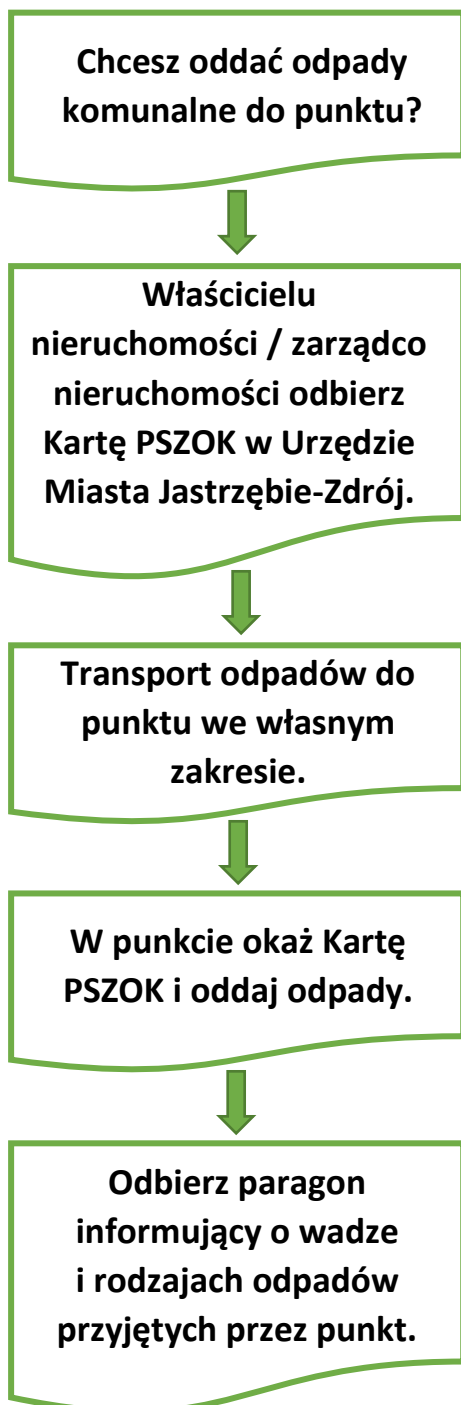 Chcesz oddać odpady
komunalne do punktu?
Właścicielu
nieruchomości / zarządco
nieruchomości odbierz
Kartę PSZOK w Urzędzie
Miasta Jastrzębie-Zdrój.
Transport odpadów do
punktu we własnym
zakresie.
W punkcie okaż Kartę
PSZOK i oddaj odpady.
Odbierz paragon
informujący o wadze
i rodzajach odpadów
przyjętych przez punkt.